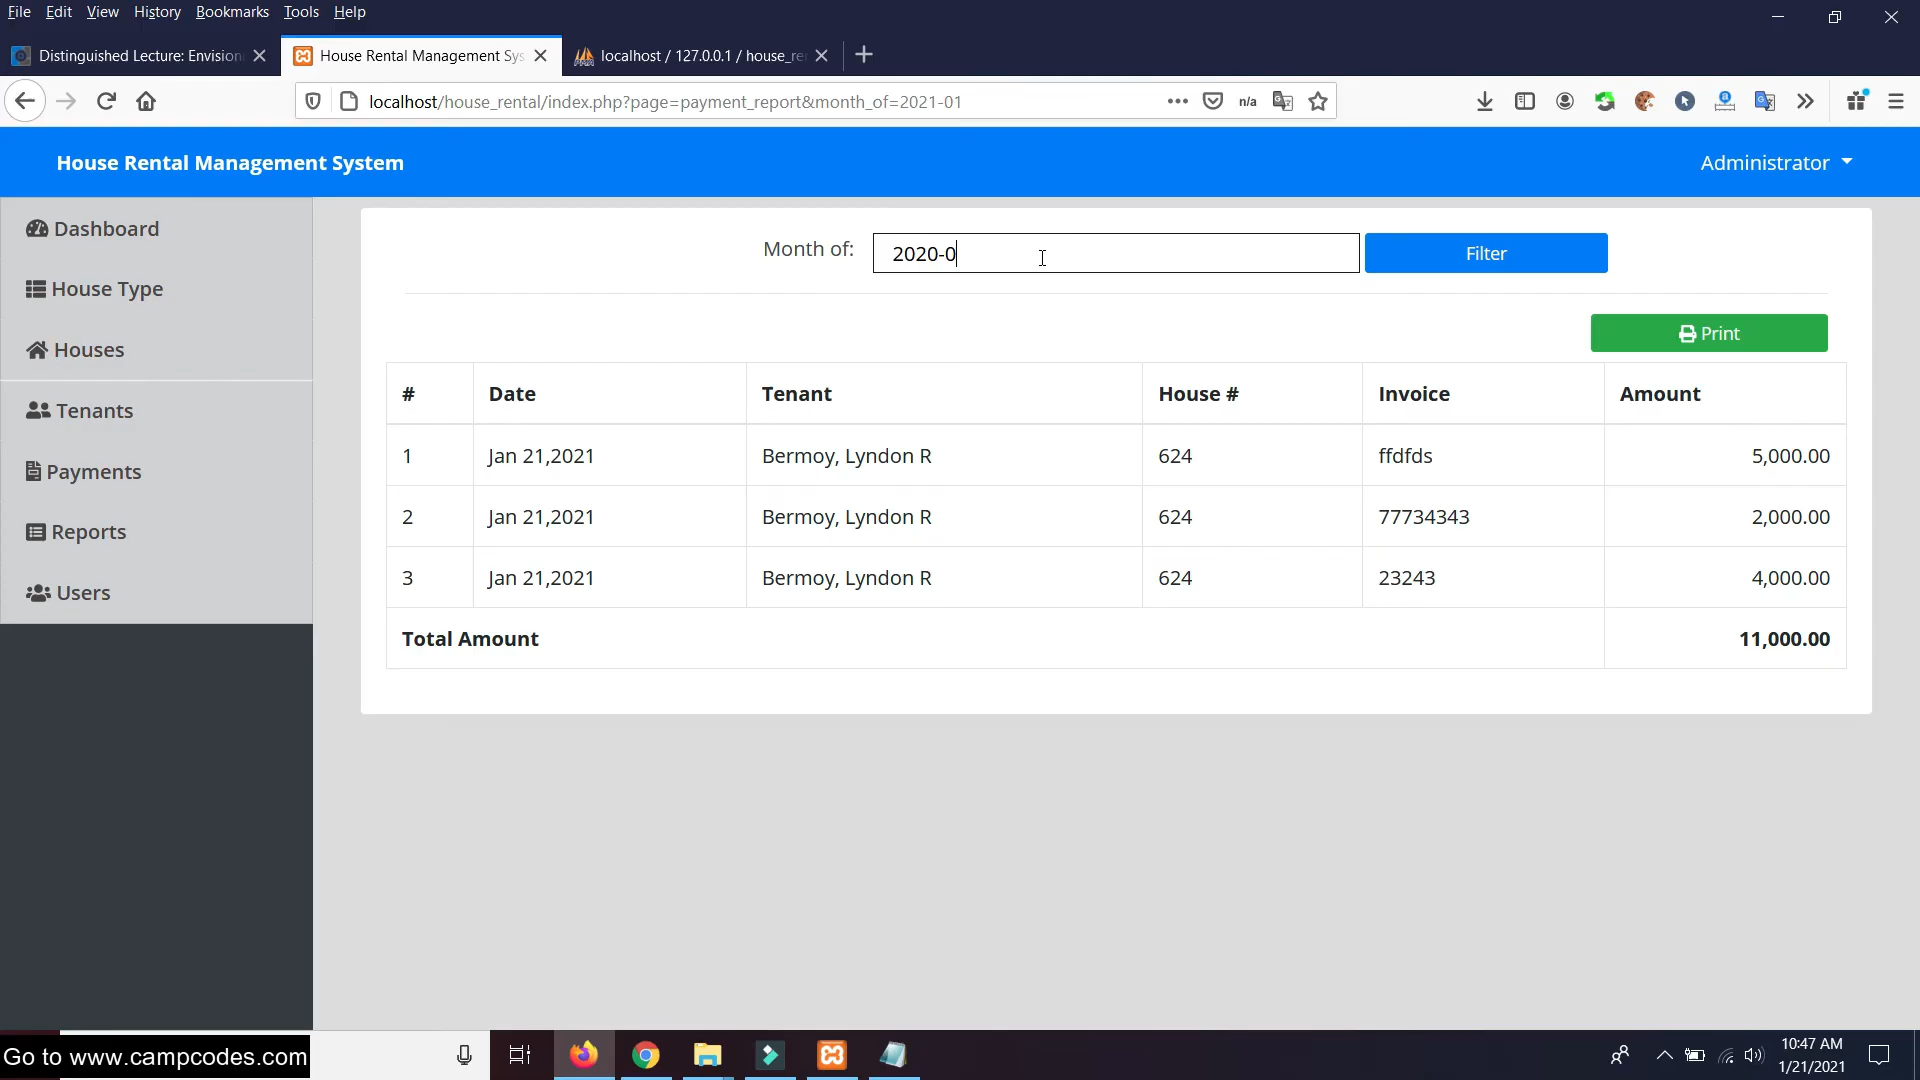 File Edit View History Bookmarks Tools Help
Distinguished Lecture: Envision
House Rental Management Sys
localhost / 127.0.0.1 / house_re
localhost/house_rental/index.php?page=payment_report&month_of=2021-01
n/a
House Rental Management System
Administrator
Dashboard
House Type
Houses
Tenants
Payments
Reports
Users
Month of: 2020-0 Filter
Print
# Date Tenant House # Invoice Amount
1 Jan 21,2021 Bermoy, Lyndon R 624 ffdfds 5,000.00
2 Jan 21,2021 Bermoy, Lyndon R 624 77734343 2,000.00
3 Jan 21,2021 Bermoy, Lyndon R 624 23243 4,000.00
Total Amount 11,000.00
Go to www.campcodes.com
10:47 AM
1/21/2021